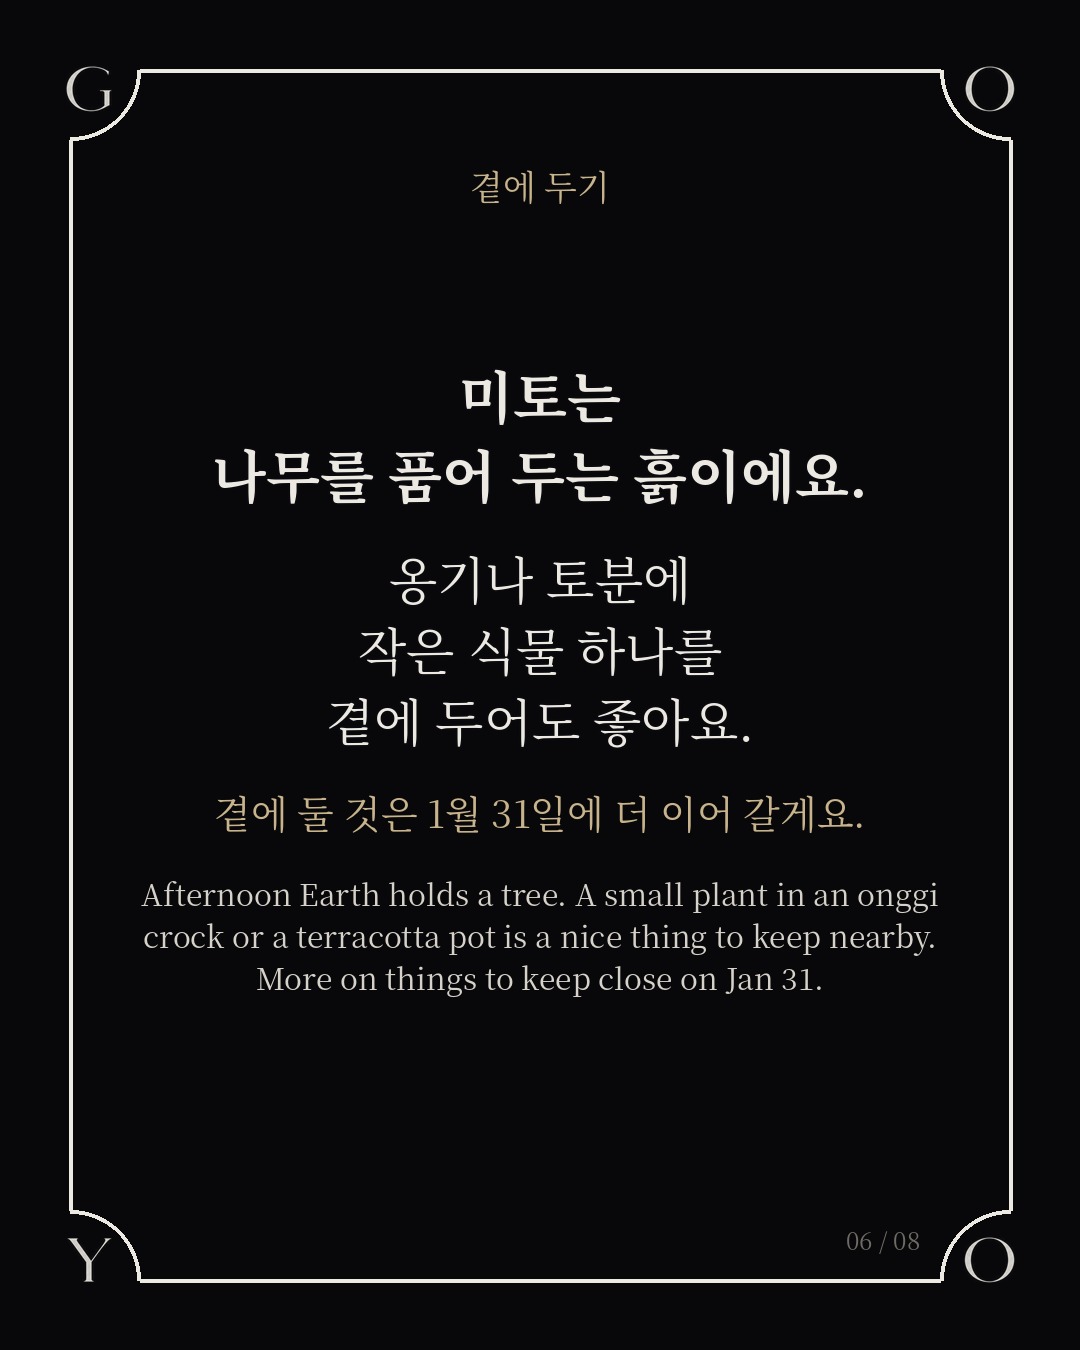 G O
곁에 두기
미토는
나무를 품어 두는 흙이에요.
옹기나 토분에
작은 식물 하나를
곁에 두어도 좋아요.
곁에 둘 것은 1월 31일에 더 이어 갈게요.
Afternoon Earth holds a tree. A small plant in an onggi
crock or a terracotta pot is a nice thing to keep nearby.
More on things to keep close on Jan 31.
06 / 08
Y O